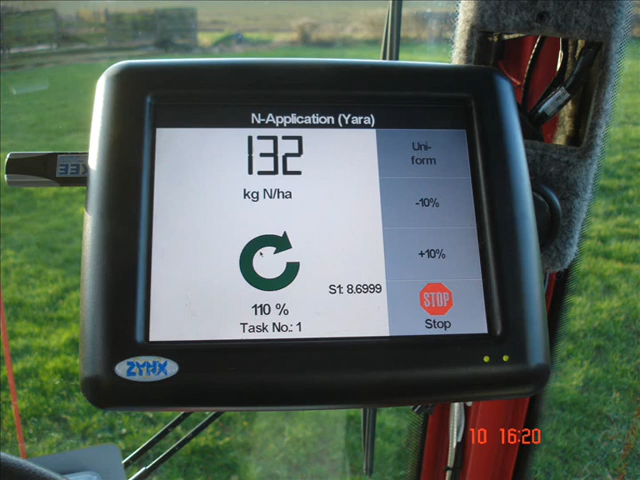 N-Application (Yara)
132
kg N/ha
Uni-
form
-10%
+10%
S1: 8.6999
110 %
Task No.: 1
STOP
Stop
ZYNX
10 16:20